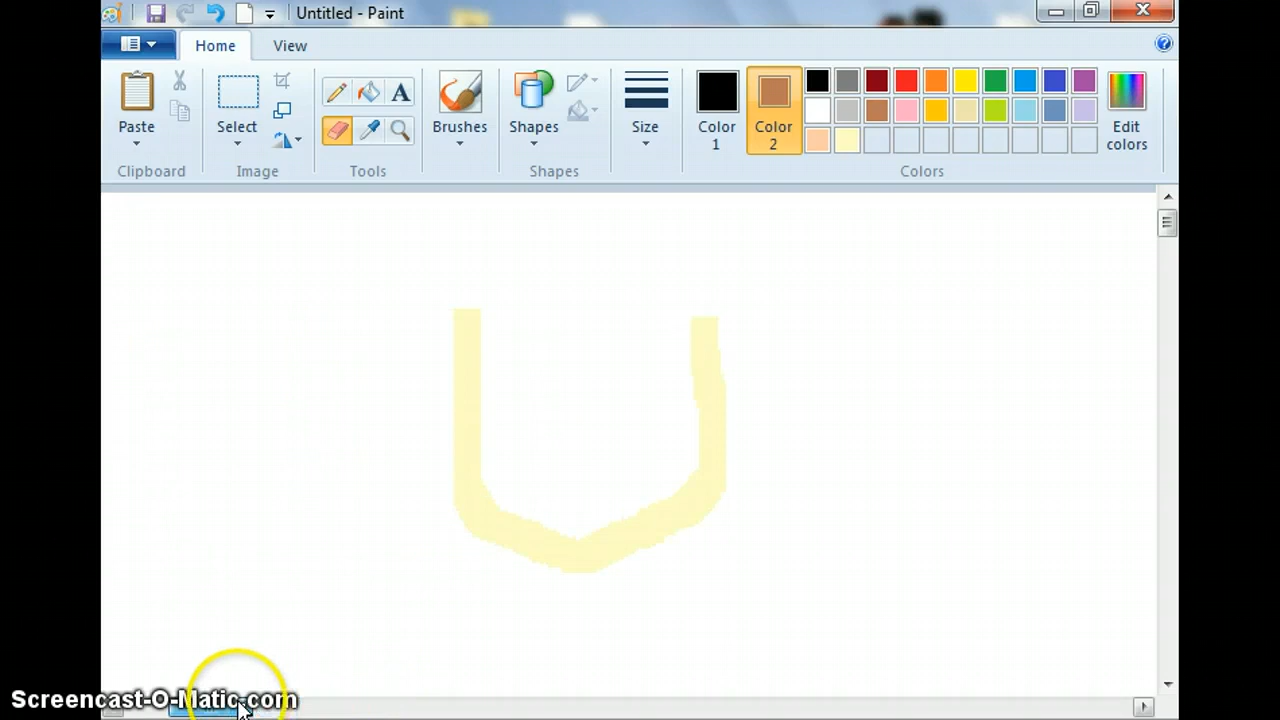 Untitled - Paint
Home View
Paste Select Brushes Shapes Size Color 1 Color 2 Edit colors
Clipboard Image Tools Shapes Colors
Screencast-O-Matic.com